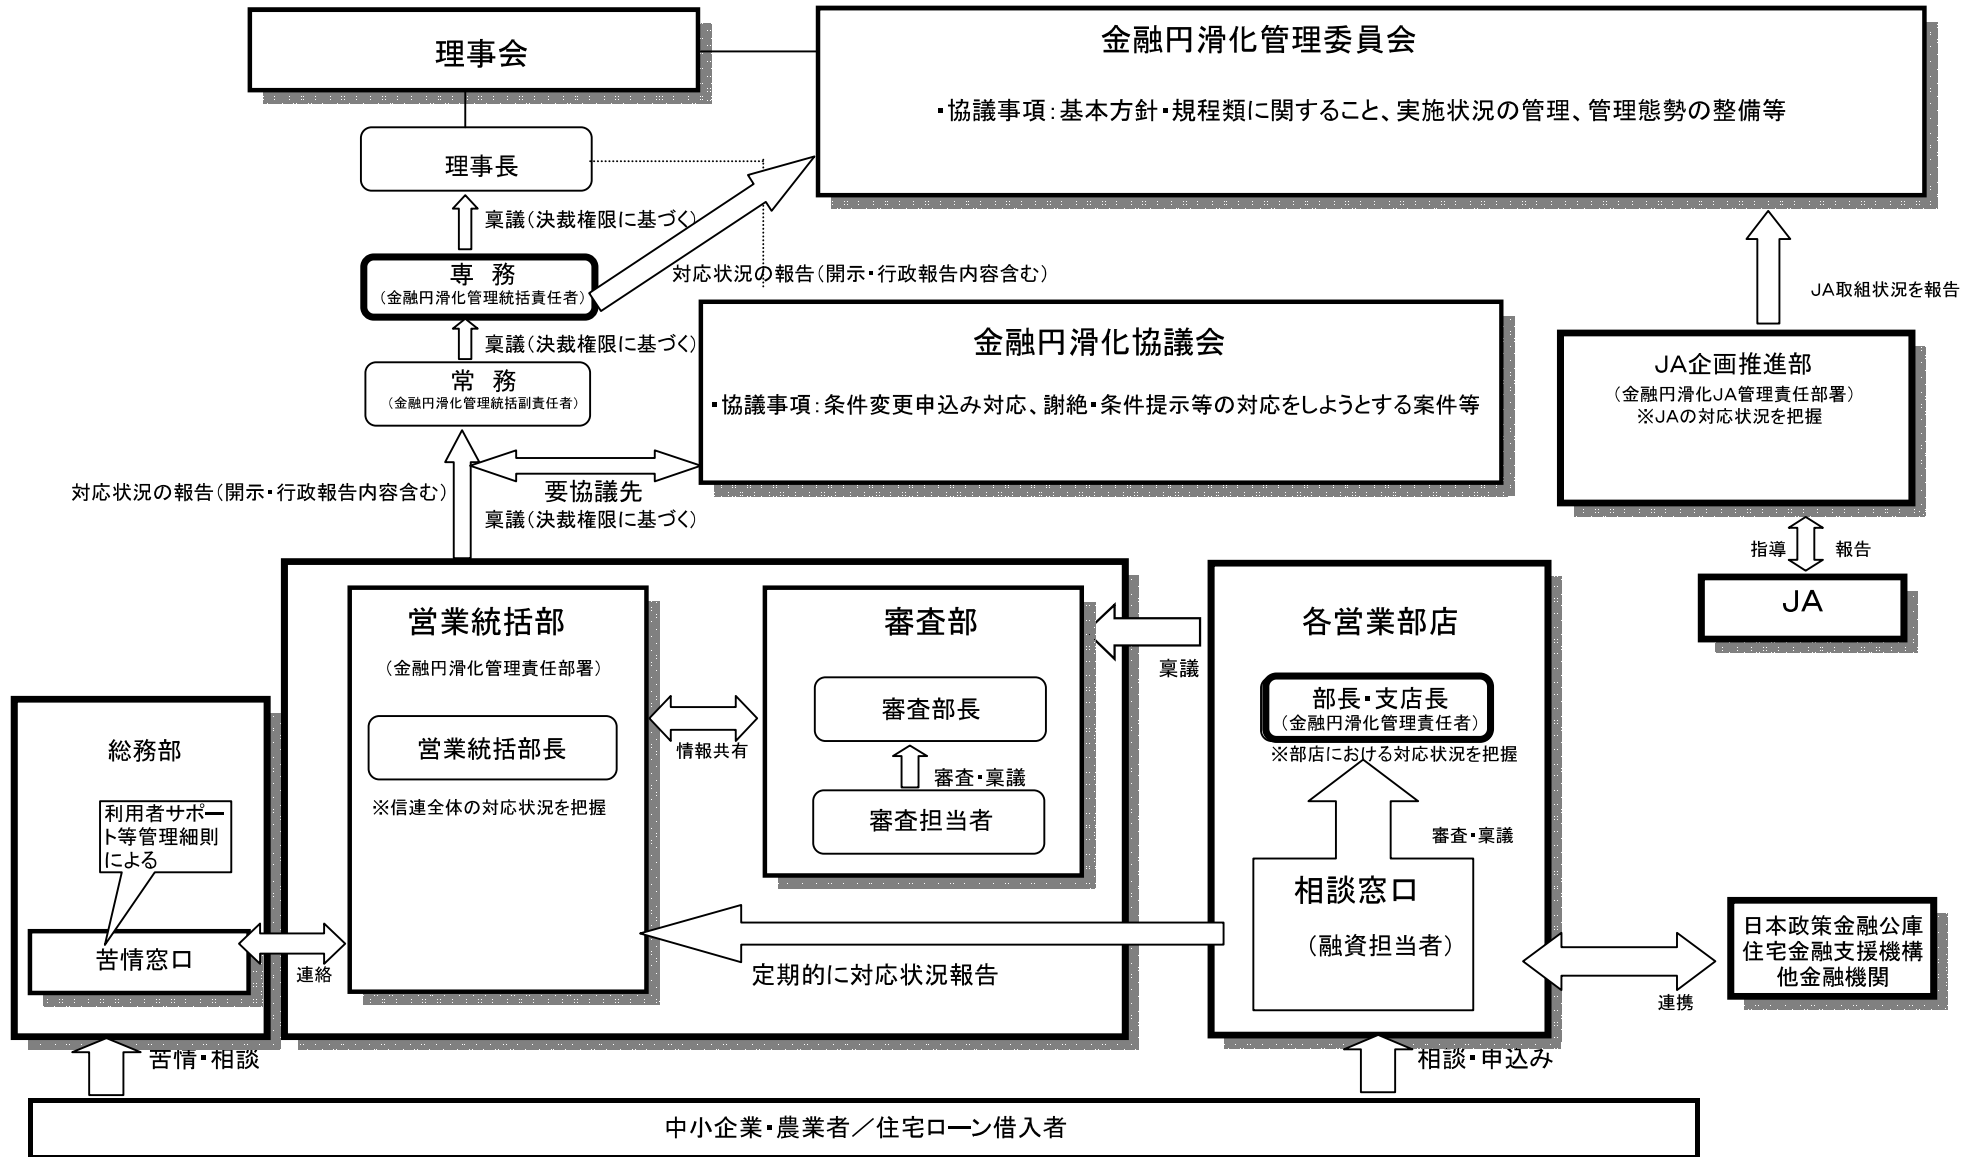 理事会
金融円滑化管理委員会
・協議事項：基本方針・規程類に関すること、実施状況の管理、管理態勢の整備等
理事長
稟議（決裁権限に基づく）
専　務
（金融円滑化管理統括責任者）
対応状況の報告（開示・行政報告内容含む）
JA取組状況を報告
稟議（決裁権限に基づく）
常　務
（金融円滑化管理統括副責任者）
金融円滑化協議会
・協議事項：条件変更申込み対応、謝絶・条件提示等の対応をしようとする案件等
JA企画推進部
（金融円滑化JA管理責任部署）
※JAの対応状況を把握
対応状況の報告（開示・行政報告内容含む）
要協議先
稟議（決裁権限に基づく）
指導
報告
JA
営業統括部
（金融円滑化管理責任部署）
営業統括部長
※信連全体の対応状況を把握
情報共有
審査部
審査部長
審査・稟議
審査担当者
稟議
各営業部店
部長・支店長
（金融円滑化管理責任者）
※部店における対応状況を把握
審査・稟議
相談窓口
（融資担当者）
総務部
利用者サポー
ト等管理細則
による
苦情窓口
連絡
定期的に対応状況報告
連携
日本政策金融公庫
住宅金融支援機構
他金融機関
苦情・相談
相談・申込み
中小企業・農業者／住宅ローン借入者